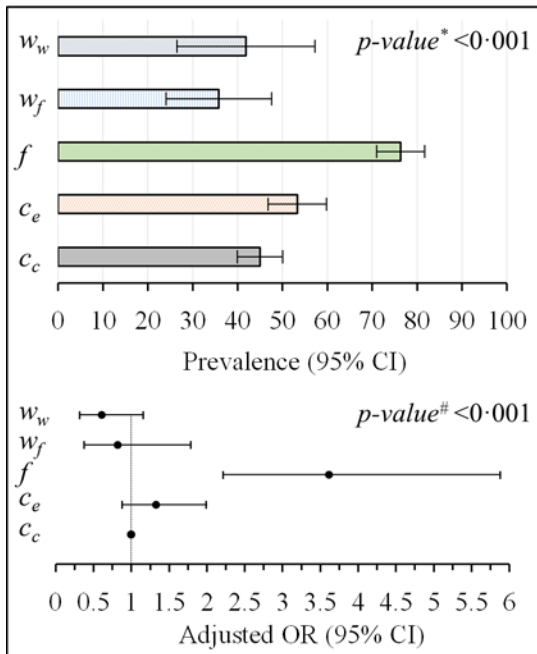 w_w
p-value* <0·001
w_f
f
c_e
c_c
0 10 20 30 40 50 60 70 80 90 100
Prevalence (95% CI)
w_w
p-value# <0·001
w_f
f
c_e
c_c
0 0.5 1 1.5 2 2.5 3 3.5 4 4.5 5 5.5 6
Adjusted OR (95% CI)